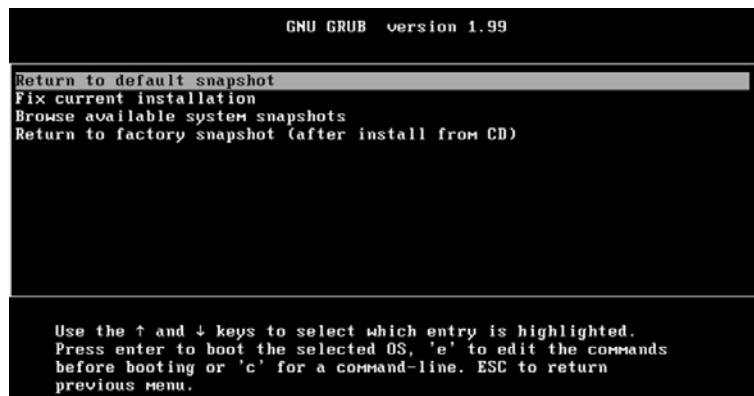 GNU GRUB version 1.99
Return to default snapshot
Fix current installation
Browse available system snapshots
Return to factory snapshot (after install from CD)
Use the ↑ and ↓ keys to select which entry is highlighted.
Press enter to boot the selected OS, 'e' to edit the commands
before booting or 'c' for a command-line. ESC to return
previous menu.